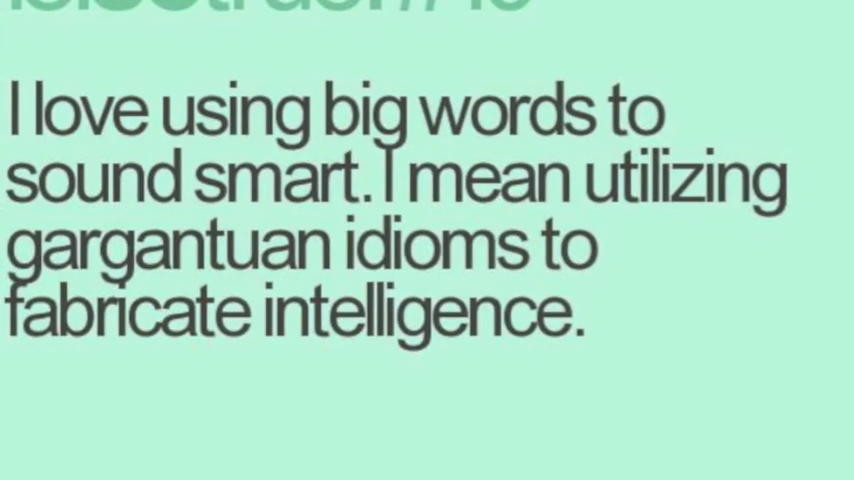 I love using big words to
sound smart. I mean utilizing
gargantuan idioms to
fabricate intelligence.